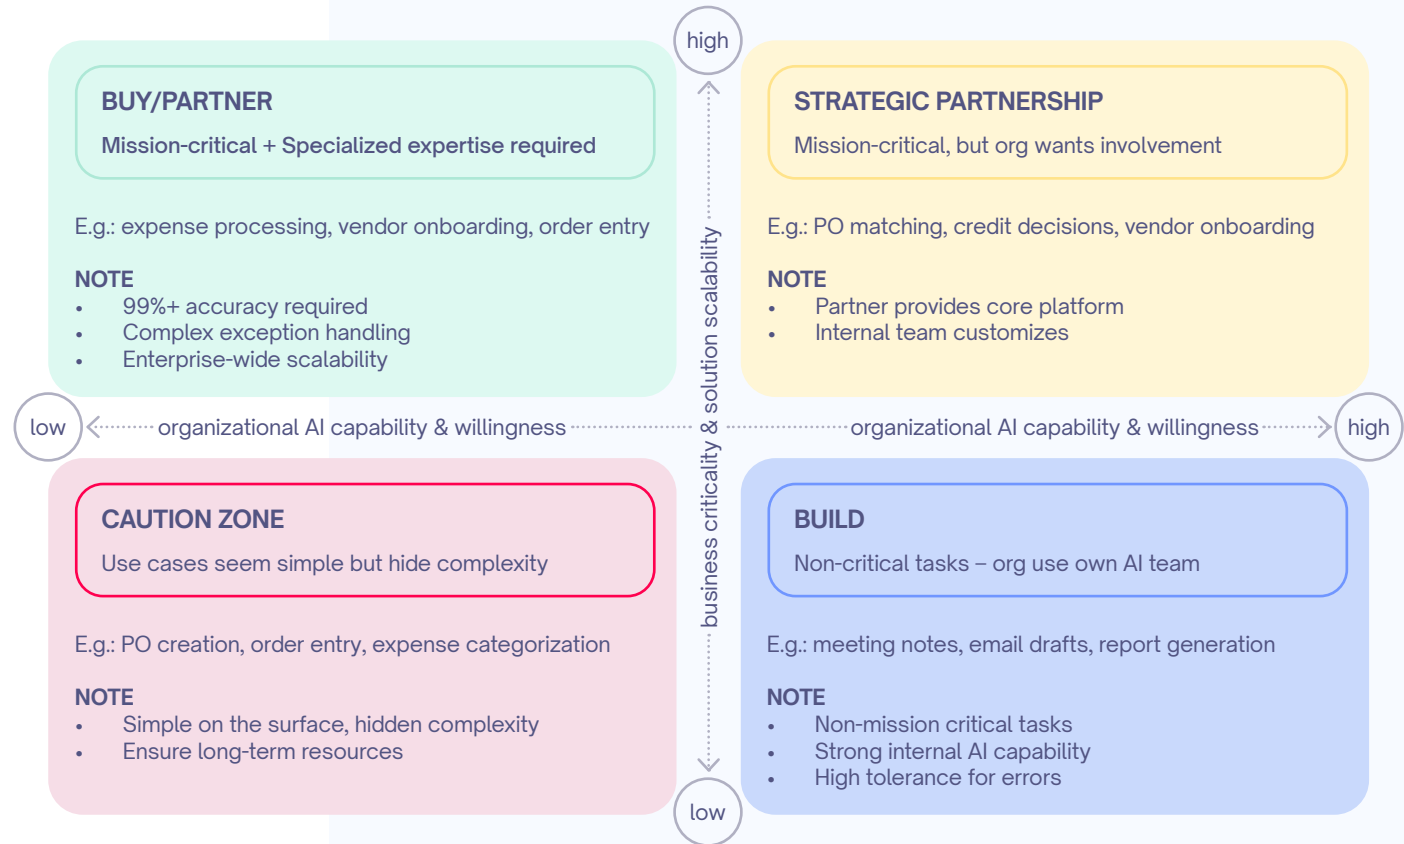 high
BUY/PARTNER
Mission-critical + Specialized expertise required
E.g.: expense processing, vendor onboarding, order entry
NOTE
• 99%+ accuracy required
• Complex exception handling
• Enterprise-wide scalability
STRATEGIC PARTNERSHIP
Mission-critical, but org wants involvement
E.g.: PO matching, credit decisions, vendor onboarding
NOTE
• Partner provides core platform
• Internal team customizes
business criticality & solution scalability
low
organizational AI capability & willingness
organizational AI capability & willingness
high
CAUTION ZONE
Use cases seem simple but hide complexity
E.g.: PO creation, order entry, expense categorization
NOTE
• Simple on the surface, hidden complexity
• Ensure long-term resources
BUILD
Non-critical tasks – org use own AI team
E.g.: meeting notes, email drafts, report generation
NOTE
• Non-mission critical tasks
• Strong internal AI capability
• High tolerance for errors
low